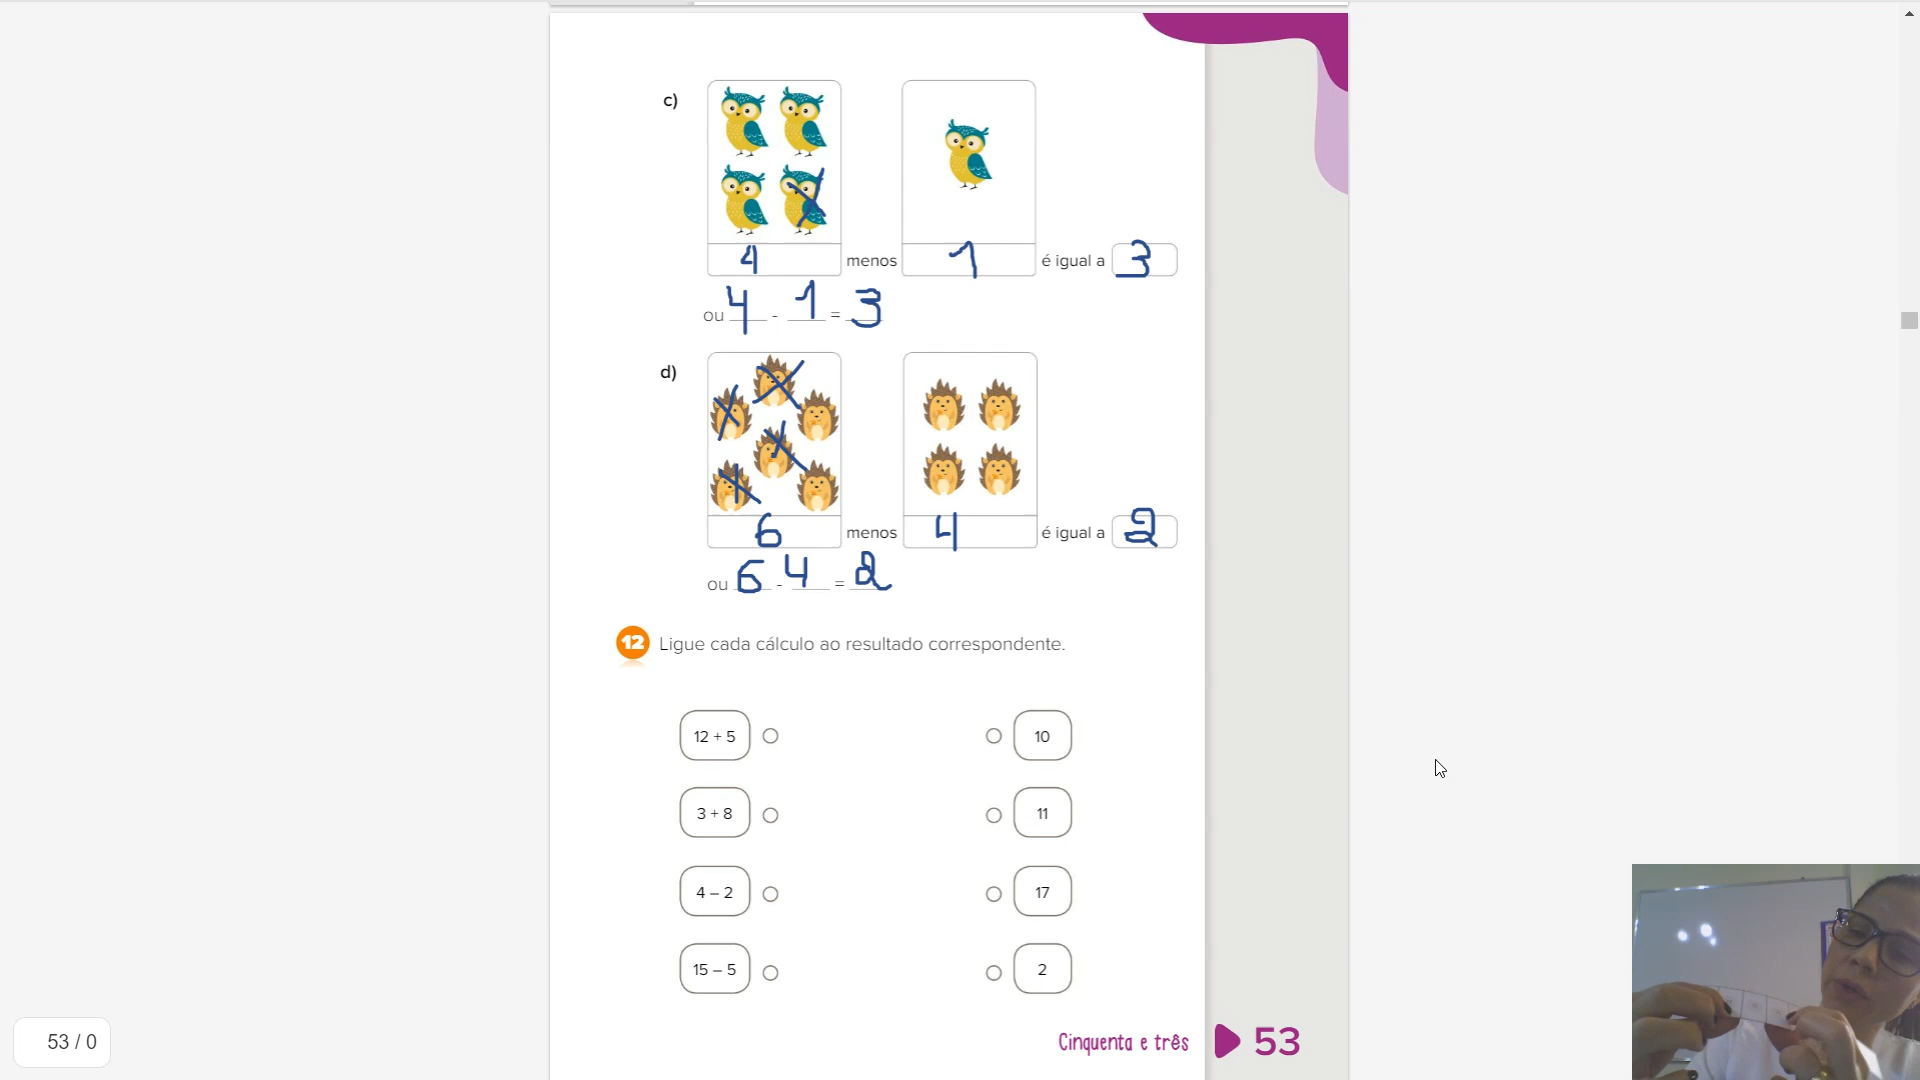 c)
4 menos 1 é igual a 3
ou 4 - 1 = 3
d)
6 menos 4 é igual a 2
ou 6 - 4 = 2
12 Ligue cada cálculo ao resultado correspondente.
12 + 5 10
3 + 8 11
4 – 2 17
15 – 5 2
Cinquenta e três 53
53 / 0